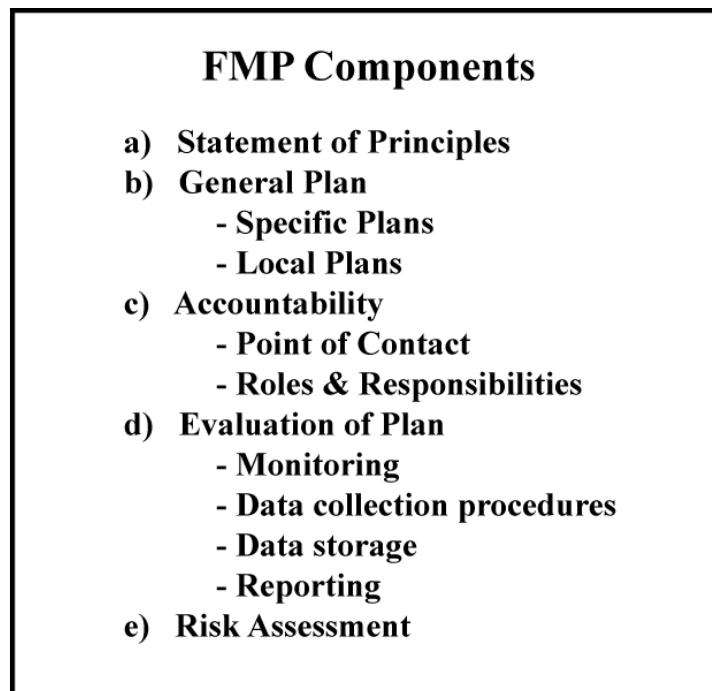 FMP Components
a) Statement of Principles
b) General Plan
- Specific Plans
- Local Plans
c) Accountability
- Point of Contact
- Roles & Responsibilities
d) Evaluation of Plan
- Monitoring
- Data collection procedures
- Data storage
- Reporting
e) Risk Assessment